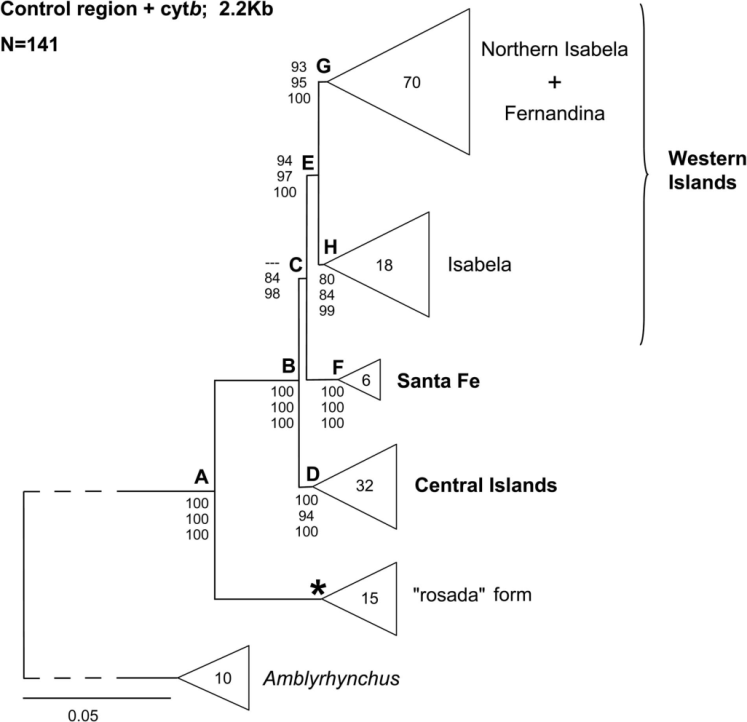 Control region + cytb; 2.2Kb
N=141
93
95
100
G
70
Northern Isabela
+
Fernandina
Western
Islands
94
97
100
E
H
18
Isabela
80
84
99
---
84
98
C
B
100
100
100
F
6
Santa Fe
100
100
100
D
32
Central Islands
100
94
100
A
100
100
100
*
15
"rosada" form
10
Amblyrhynchus
0.05